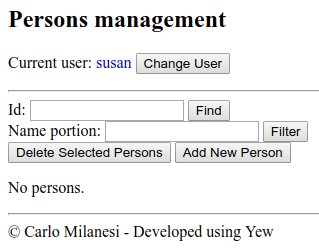 Persons management
Current user: susan Change User
Id: Find
Name portion: Filter
Delete Selected Persons Add New Person
No persons.
© Carlo Milanesi - Developed using Yew